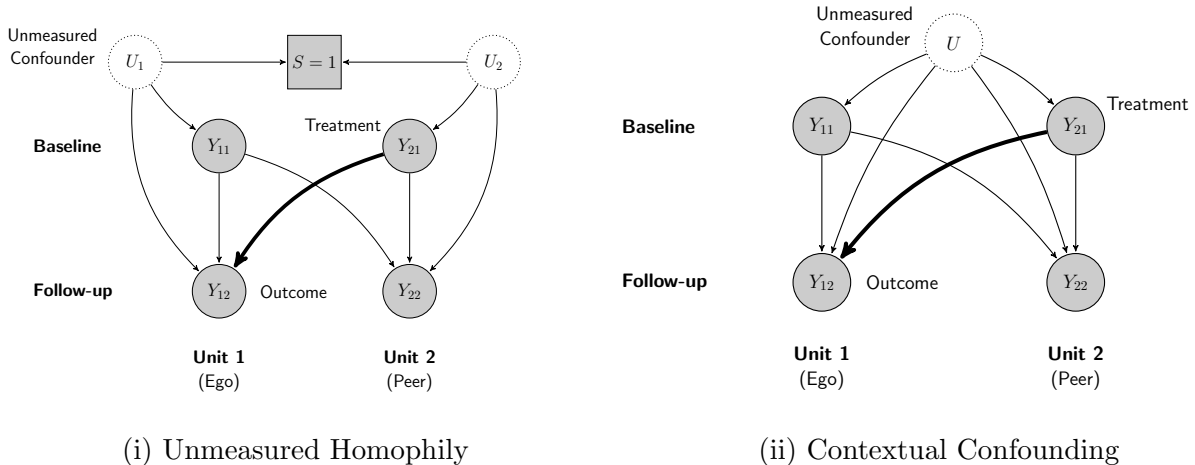 Unmeasured
Confounder
U₁
S = 1
U₂
Treatment
Baseline
Y₁₁
Y₂₁
Follow-up
Y₁₂
Outcome
Y₂₂
Unit 1
(Ego)
Unit 2
(Peer)
(i) Unmeasured Homophily
Unmeasured
Confounder
U
Treatment
Baseline
Y₁₁
Y₂₁
Follow-up
Y₁₂
Outcome
Y₂₂
Unit 1
(Ego)
Unit 2
(Peer)
(ii) Contextual Confounding